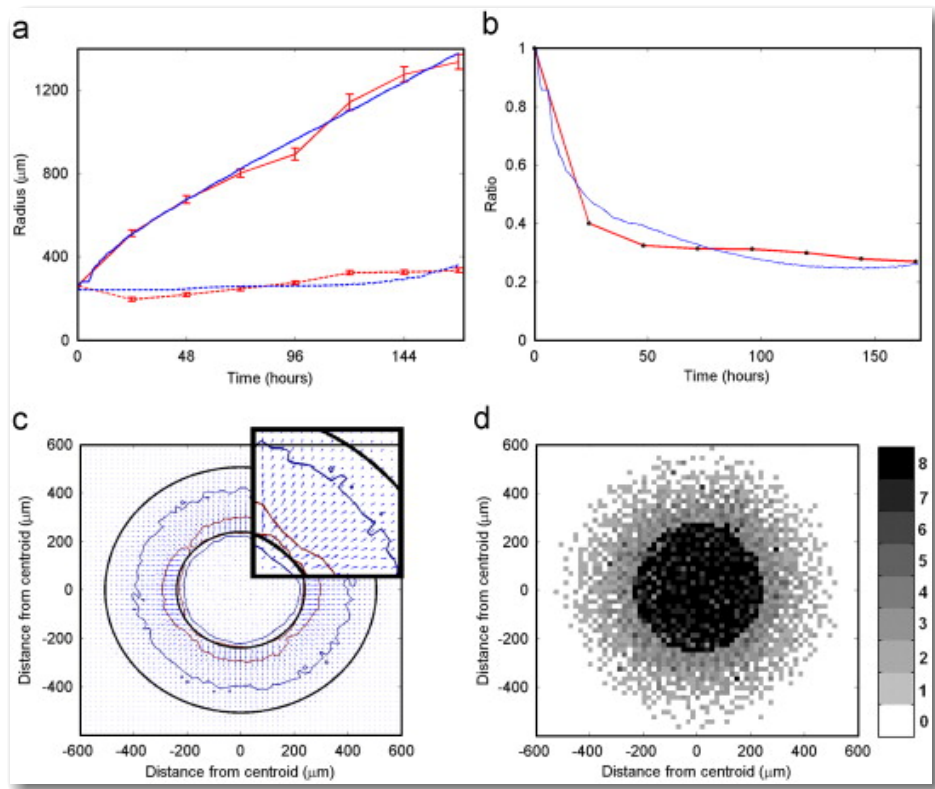 a
1200
800
400
0
Radius (μm)
0 48 96 144
Time (hours)
b
1
0.8
0.6
0.4
0.2
0
Ratio
0 50 100 150
Time (hours)
c
600
400
200
0
-200
-400
Distance from centroid (μm)
-600 -400 -200 0 200 400 600
Distance from centroid (μm)
d
600
400
200
0
-200
-400
Distance from centroid (μm)
-600 -400 -200 0 200 400 600
Distance from centroid (μm)
8
7
6
5
4
3
2
1
0